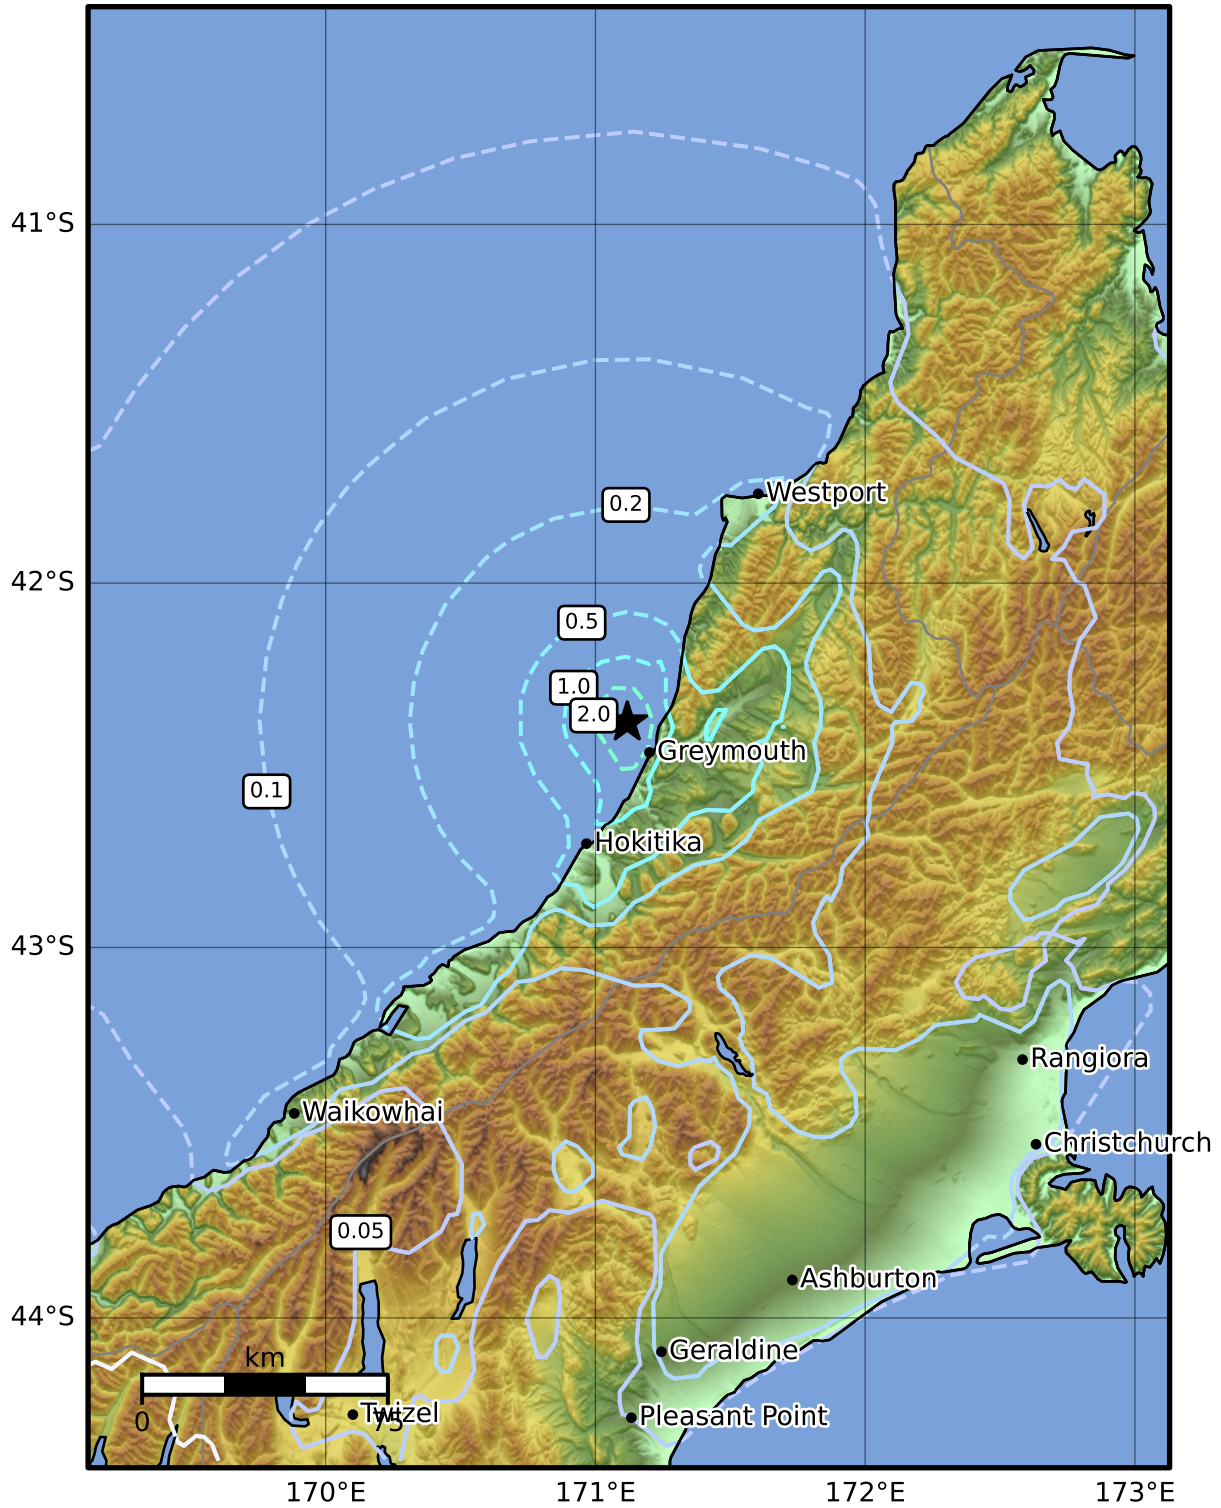 41°S
Westport
0.2
42°S
0.5
1.0
2.0
Greymouth
0.1
Hokitika
43°S
Rangiora
Waikowhai
Christchurch
0.05
Ashburton
44°S
km
Geraldine
0 75
Twizel
Pleasant Point
170°E 171°E 172°E 173°E